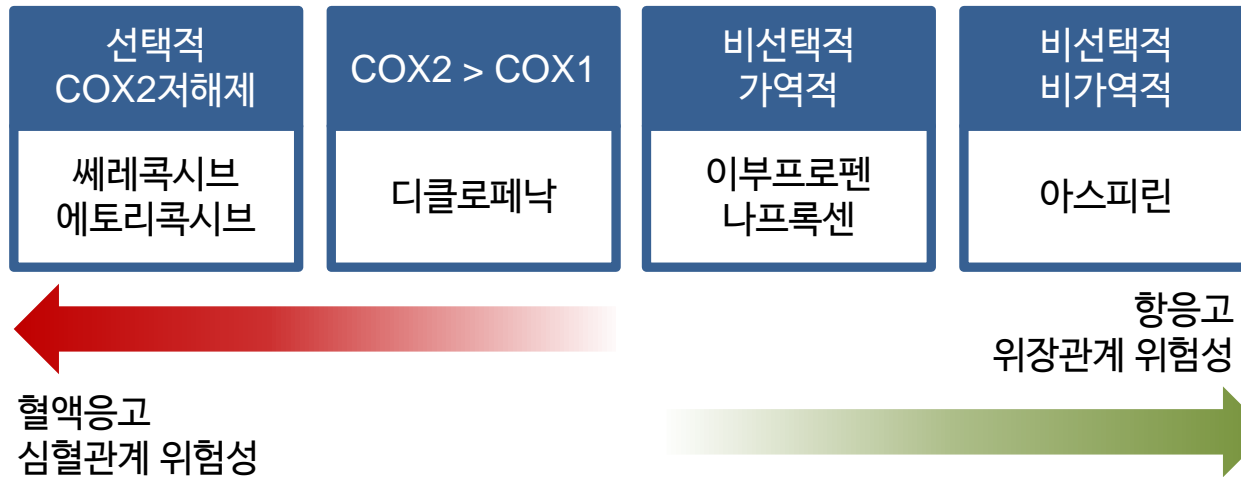 선택적
COX2저해제
쎄레콕시브
에토리콕시브
COX2 > COX1
디클로페낙
비선택적
가역적
이부프로펜
나프록센
비선택적
비가역적
아스피린
혈액응고
심혈관계 위험성
항응고
위장관계 위험성